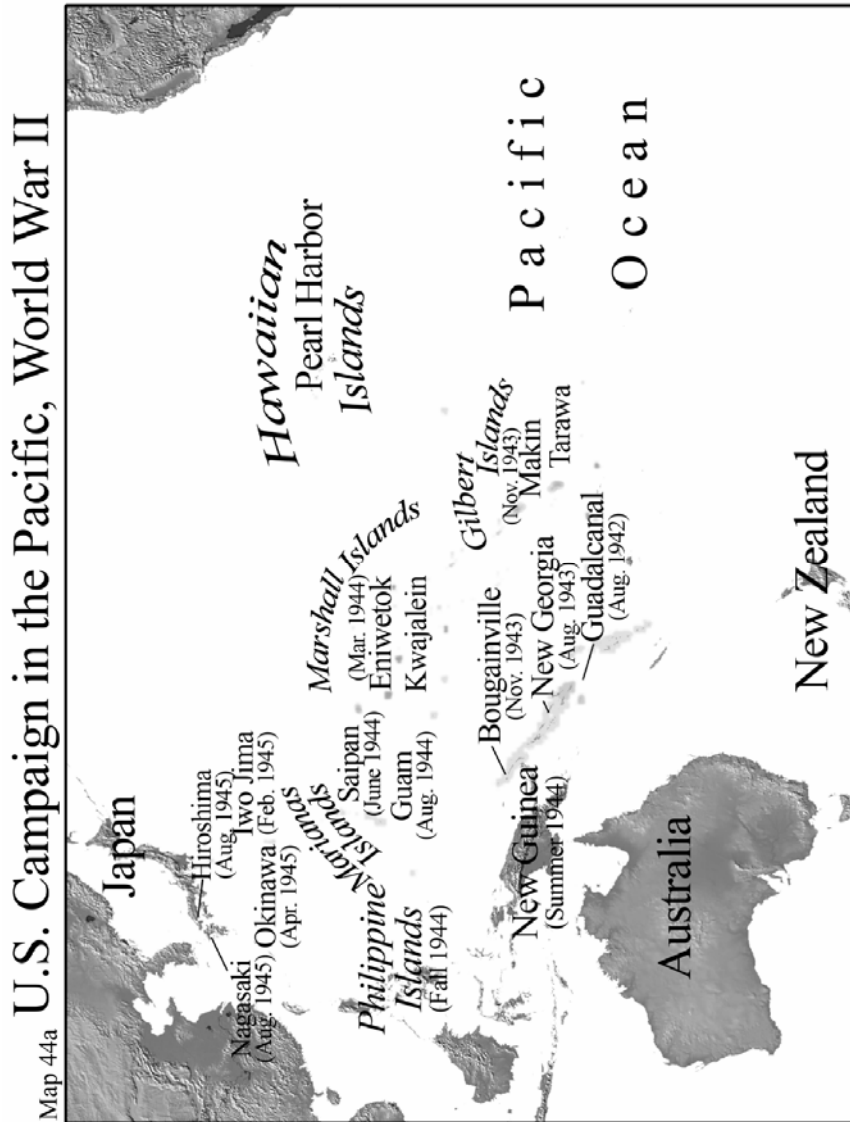 Map 44a
U.S. Campaign in the Pacific, World War II
Japan
Hiroshima
(Aug. 1945)
Nagasaki
(Aug. 1945)
Okinawa
(Apr. 1945)
Iwo Jima
(Feb. 1945)
Marianas
Islands
Saipan
(June 1944)
Guam
(Aug. 1944)
Philippine
Islands
(Fall 1944)
Marshall Islands
(Mar. 1944)
Eniwetok
Kwajalein
Hawaiian
Pearl Harbor
Islands
Gilbert
Islands
(Nov. 1943)
Makin
Tarawa
Bougainville
(Nov. 1943)
New Georgia
(Aug. 1943)
Guadalcanal
(Aug. 1942)
New Guinea
(Summer 1944)
Australia
New Zealand
Pacific
Ocean